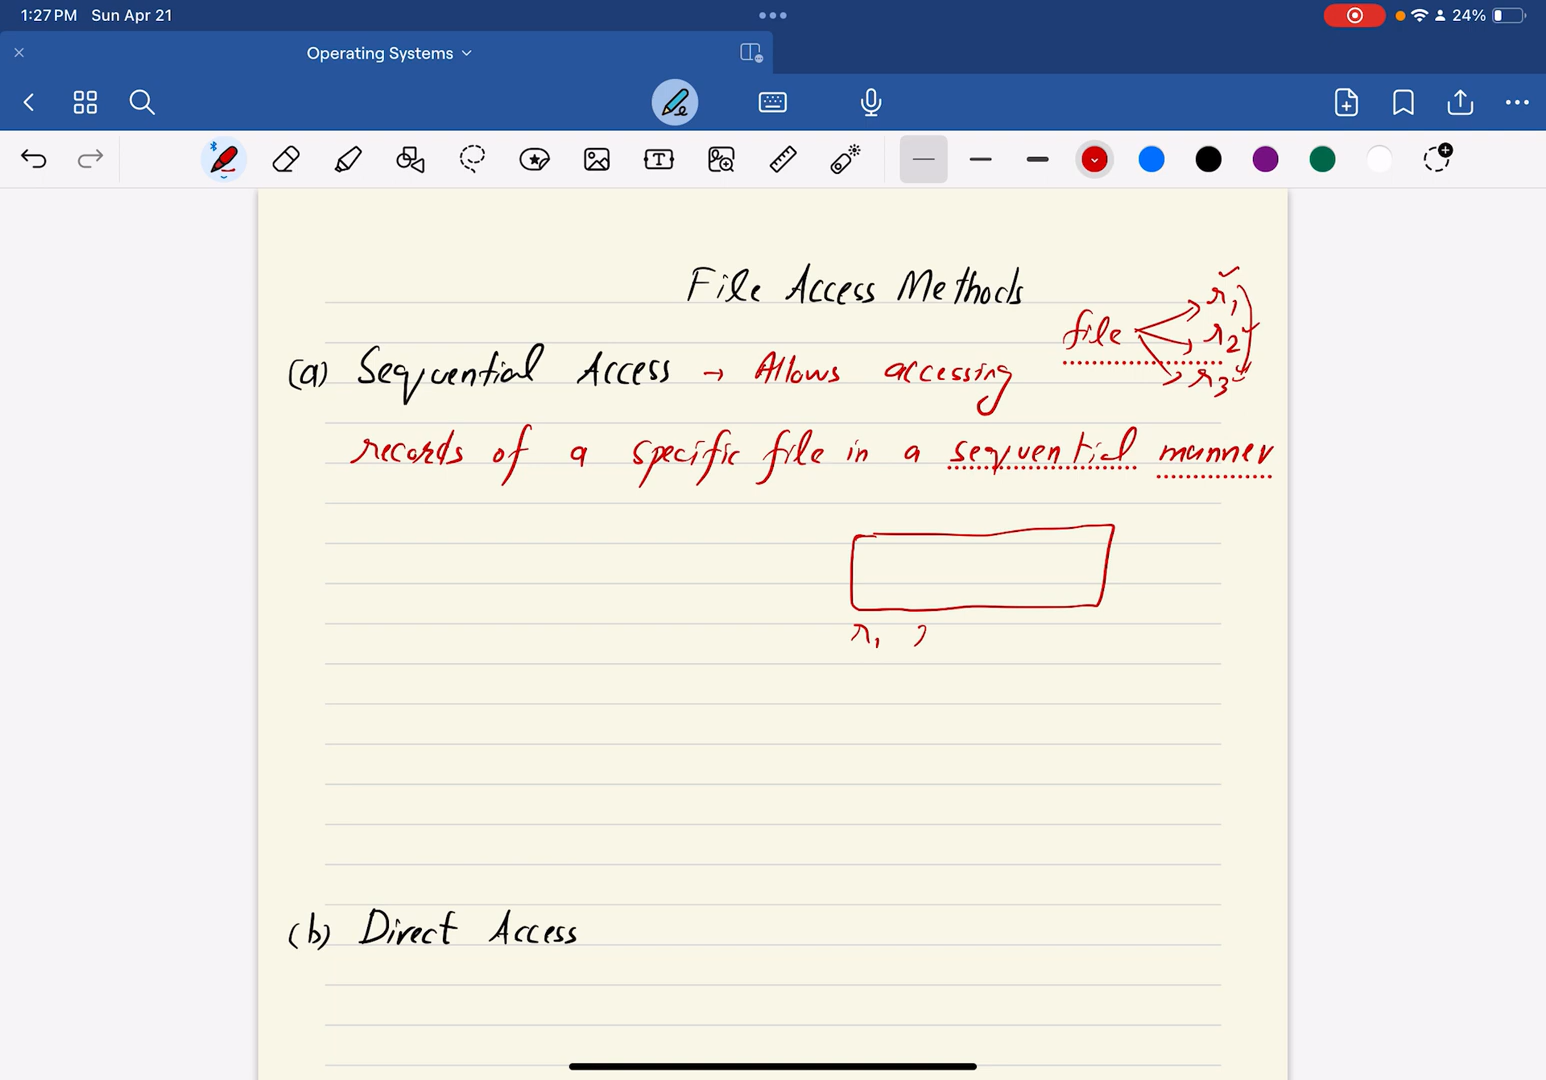 1:27 PM Sun Apr 21
24%
Operating Systems
File Access Methods
file r1
r2
r3
(a) Sequential Access → Allows accessing
records of a specific file in a sequential manner
r1
(b) Direct Access